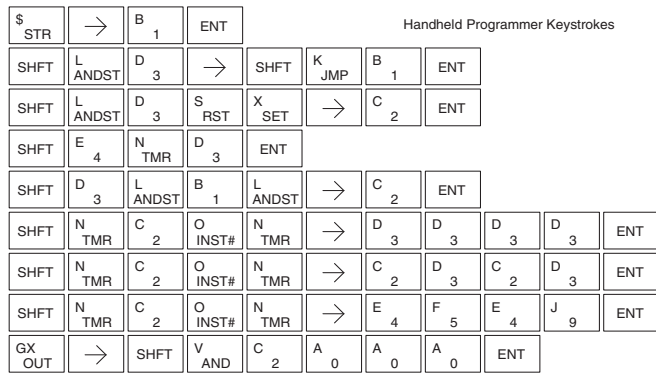 Handheld Programmer Keystrokes
$ STR → B 1 ENT
SHFT L ANDST D 3 → SHFT K JMP B 1 ENT
SHFT L ANDST D 3 S RST X SET → C 2 ENT
SHFT E 4 N TMR D 3 ENT
SHFT D 3 L ANDST B 1 L ANDST → C 2 ENT
SHFT N TMR C 2 O INST# N TMR → D 3 D 3 D 3 D 3 ENT
SHFT N TMR C 2 O INST# N TMR → C 2 D 3 C 2 D 3 ENT
SHFT N TMR C 2 O INST# N TMR → E 4 F 5 E 4 J 9 ENT
GX OUT → SHFT V AND C 2 A 0 A 0 A 0 ENT